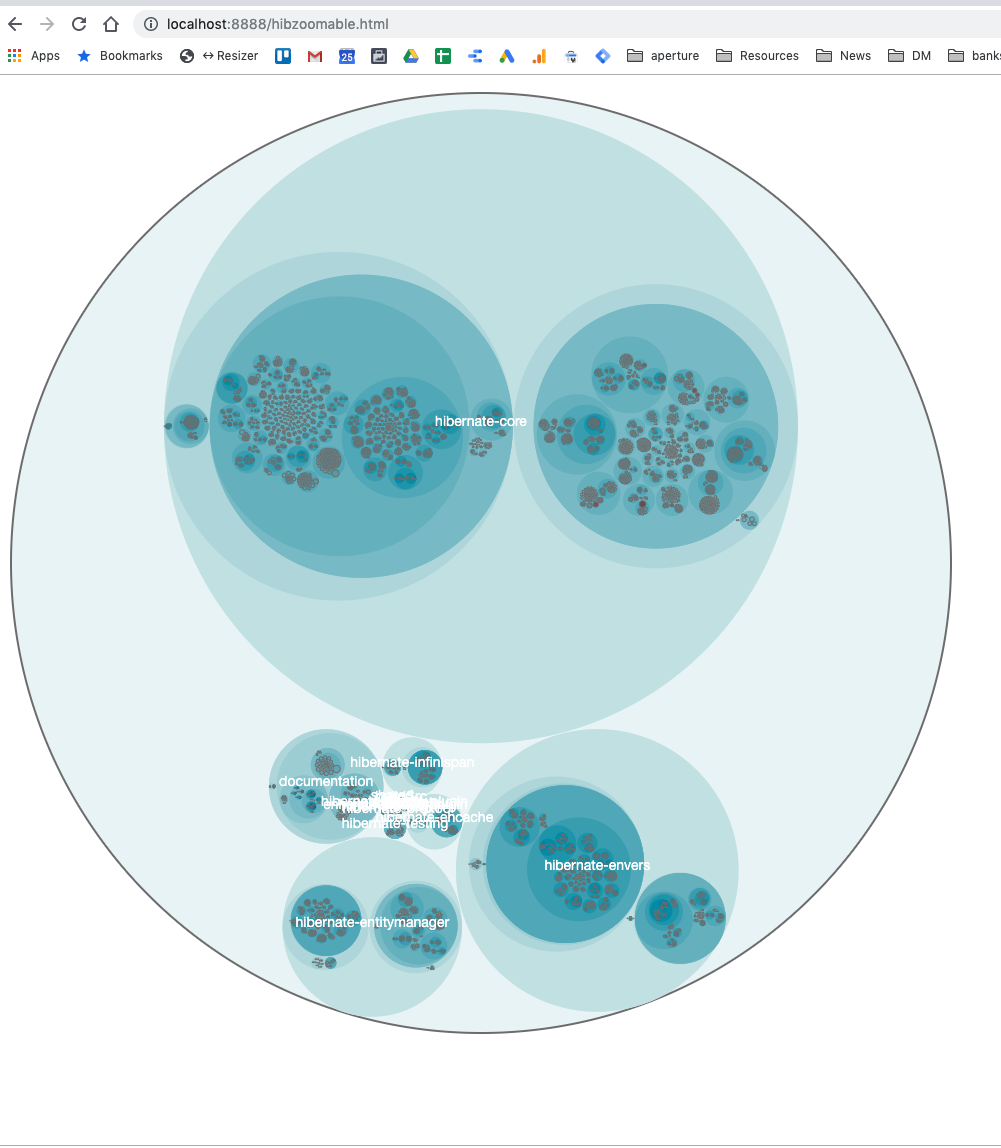 localhost:8888/hibzoomable.html
Apps Bookmarks ↔ Resizer 25 aperture Resources News DM banks
hibernate-core
hibernate-infinispan
documentation
hibernate-ehcache
hibernate-testing
hibernate-envers
hibernate-entitymanager